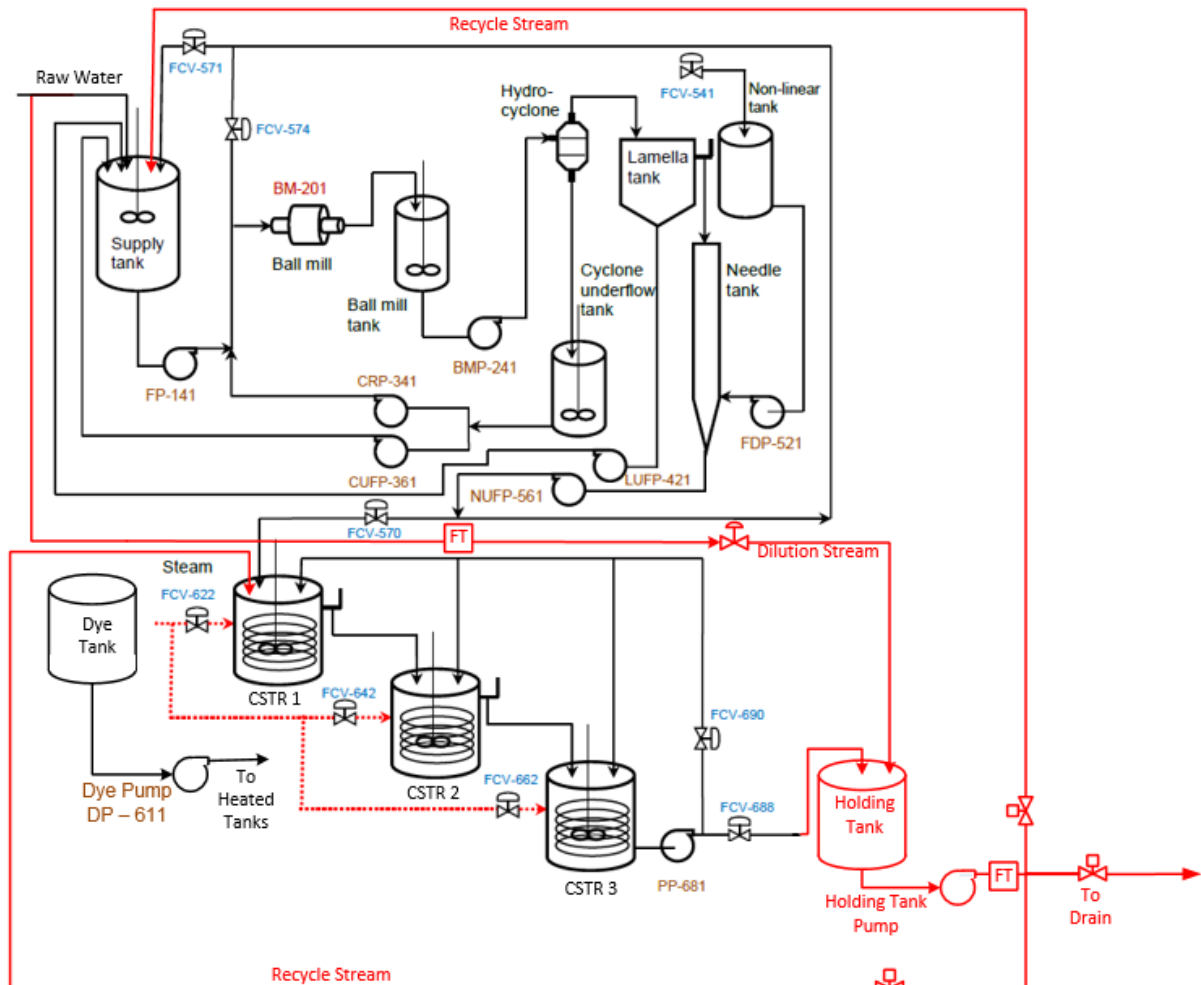 Recycle Stream
FCV-571
Raw Water
FCV-574
Hydro-
cyclone
FCV-541
Non-linear
tank
Lamella
tank
BM-201
Ball mill
Supply
tank
Ball mill
tank
Cyclone
underflow
tank
Needle
tank
FP-141
BMP-241
CRP-341
CUFP-361
LUFP-421
NUFP-561
FDP-521
FCV-570
FT
Dilution Stream
Steam
FCV-622
Dye
Tank
CSTR 1
FCV-642
CSTR 2
FCV-690
FCV-662
FCV-688
Dye Pump
DP – 611
To
Heated
Tanks
CSTR 3
PP-681
Holding
Tank
Holding Tank
Pump
FT
To
Drain
Recycle Stream